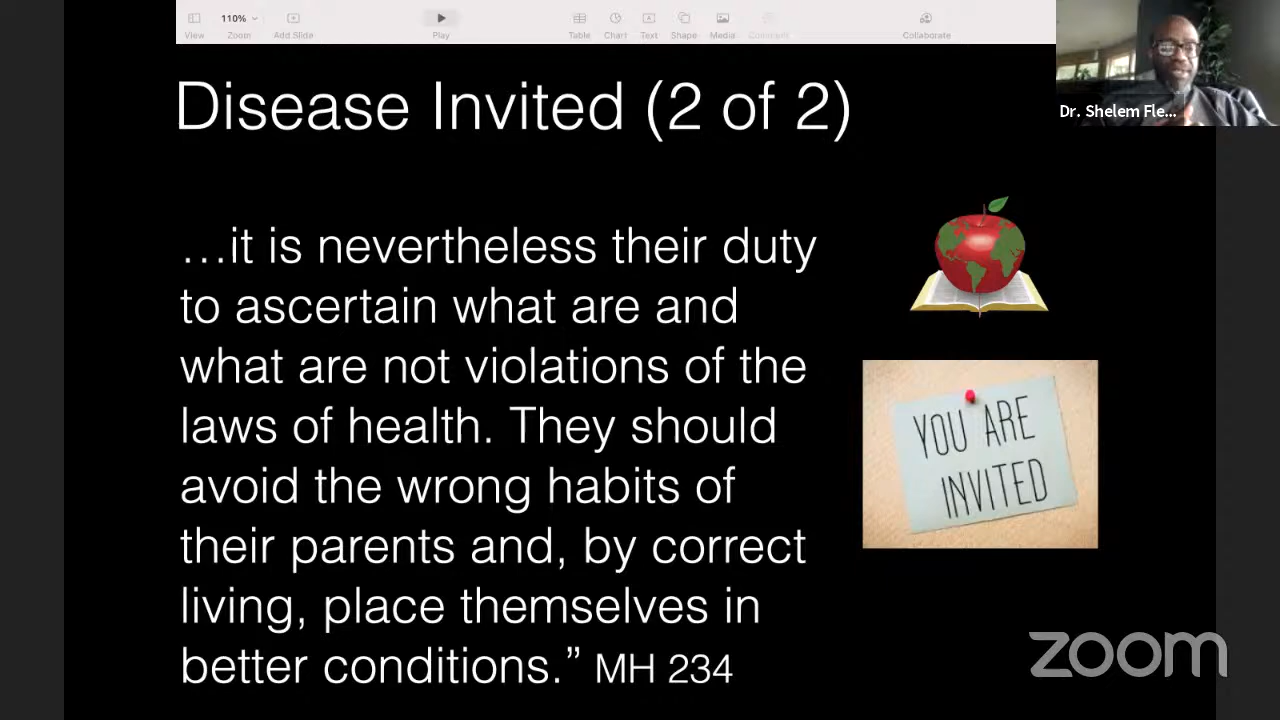 110%
View
Zoom
Add Slide
Play
Table
Chart
Text
Shape
Media
Comment
Collaborate
Dr. Shelem Fle...
Disease Invited (2 of 2)
…it is nevertheless their duty
to ascertain what are and
what are not violations of the
laws of health. They should
avoid the wrong habits of
their parents and, by correct
living, place themselves in
better conditions.” MH 234
YOU ARE
INVITED
zoom